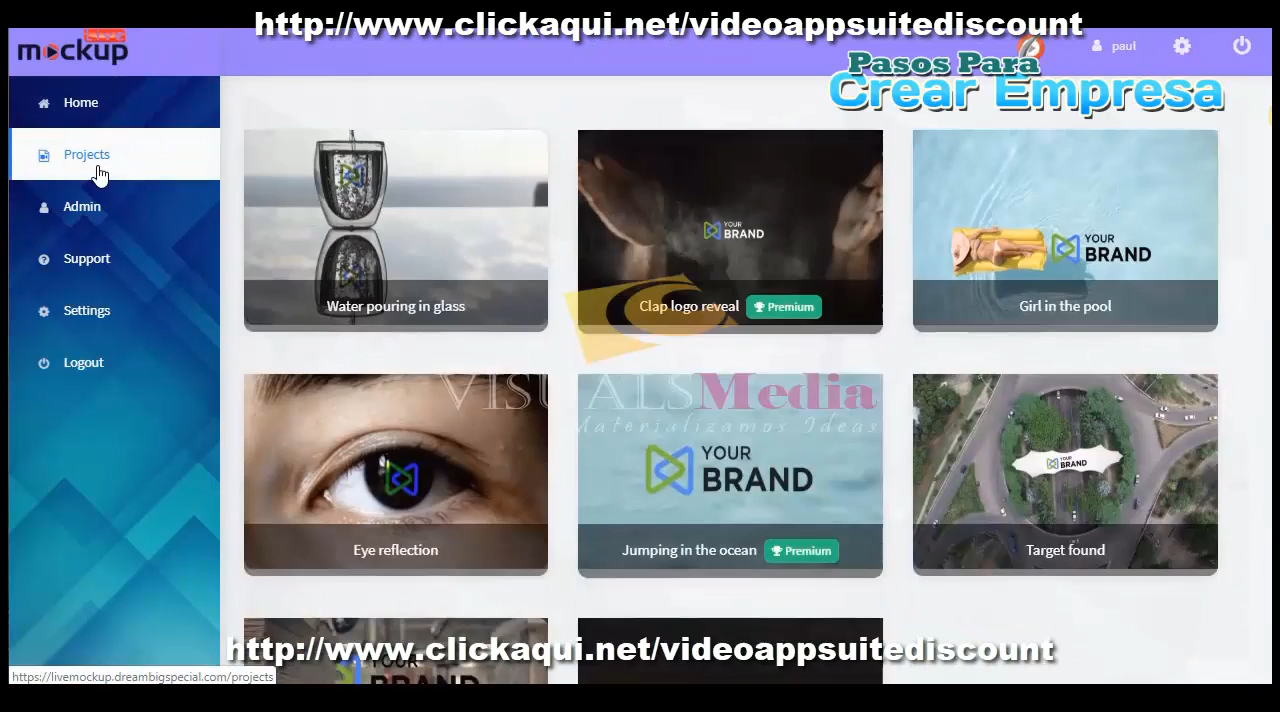 http://www.clickaqui.net/videoappsuitediscount
mockup
paul
Pasos Para
Crear Empresa
Home
Projects
Admin
Support
Settings
Logout
YOUR
BRAND
YOUR
BRAND
Water pouring in glass
Clap logo reveal
Premium
Girl in the pool
VISUALSMedia
Materializamos Ideas
YOUR
BRAND
BRAND
Eye reflection
Jumping in the ocean
Premium
Target found
http://www.clickaqui.net/videoappsuitediscount
YOUR
BRAND
https://livemockup.dreambigspecial.com/projects